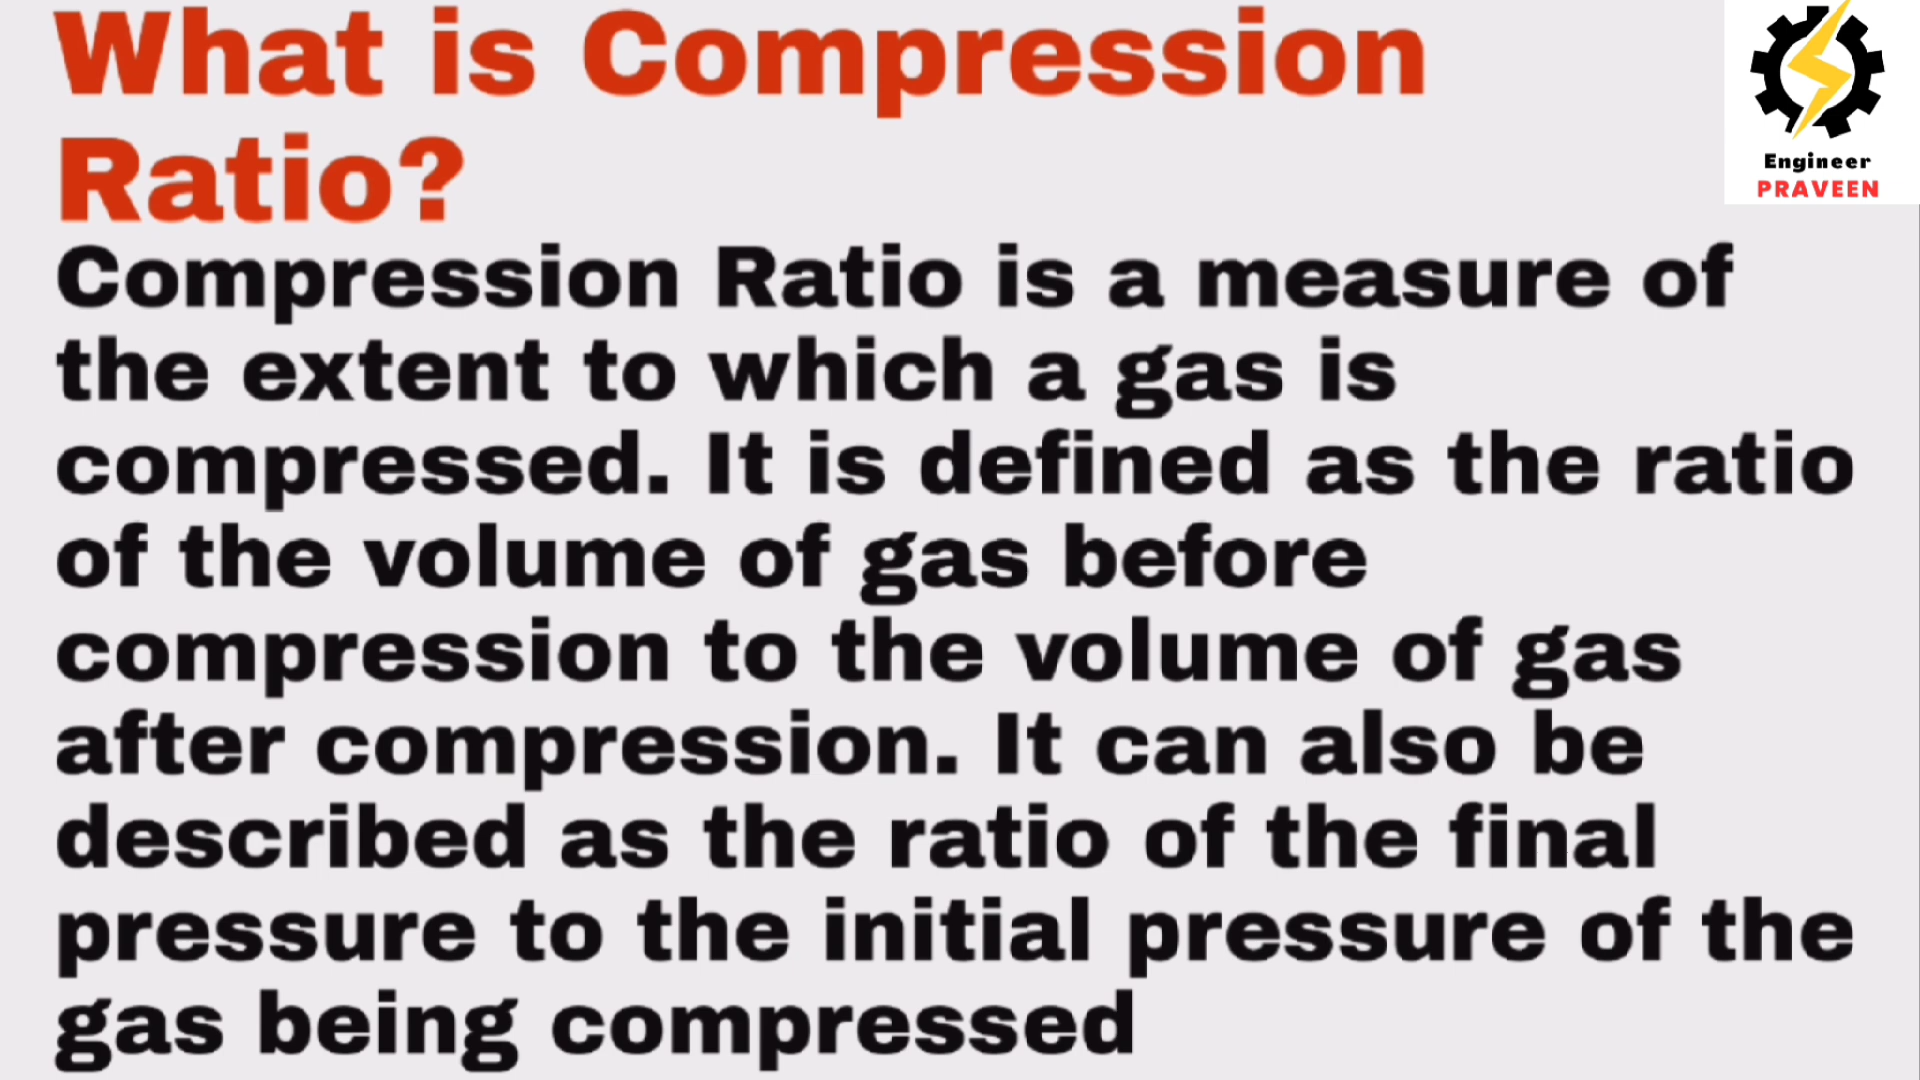 What is Compression
Ratio?
Engineer
PRAVEEN
Compression Ratio is a measure of
the extent to which a gas is
compressed. It is defined as the ratio
of the volume of gas before
compression to the volume of gas
after compression. It can also be
described as the ratio of the final
pressure to the initial pressure of the
gas being compressed